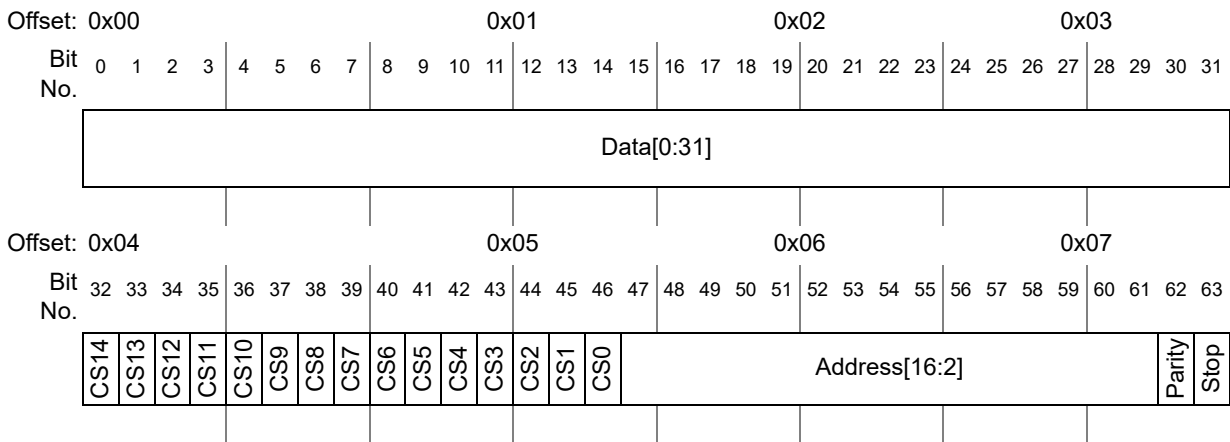 Offset: 0x00 0x01 0x02 0x03
Bit No. 0 1 2 3 4 5 6 7 8 9 10 11 12 13 14 15 16 17 18 19 20 21 22 23 24 25 26 27 28 29 30 31
Data[0:31]
Offset: 0x04 0x05 0x06 0x07
Bit No. 32 33 34 35 36 37 38 39 40 41 42 43 44 45 46 47 48 49 50 51 52 53 54 55 56 57 58 59 60 61 62 63
CS14 CS13 CS12 CS11 CS10 CS9 CS8 CS7 CS6 CS5 CS4 CS3 CS2 CS1 CS0 Address[16:2] Parity Stop